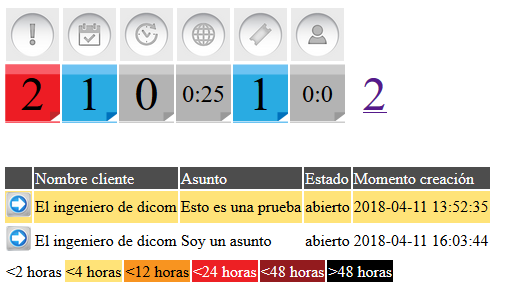 2 1 0 0:25 1 0:0 2
Nombre cliente Asunto Estado Momento creación
El ingeniero de dicom Esto es una prueba abierto 2018-04-11 13:52:35
El ingeniero de dicom Soy un asunto abierto 2018-04-11 16:03:44
<2 horas <4 horas <12 horas <24 horas <48 horas >48 horas